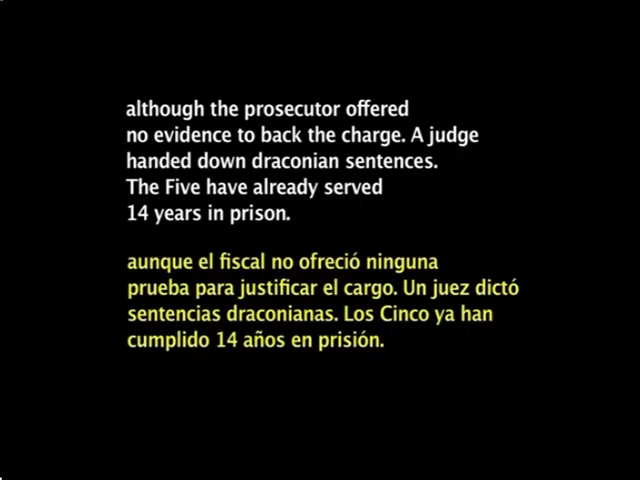 although the prosecutor offered
no evidence to back the charge. A judge
handed down draconian sentences.
The Five have already served
14 years in prison.
aunque el fiscal no ofreció ninguna
prueba para justificar el cargo. Un juez dictó
sentencias draconianas. Los Cinco ya han
cumplido 14 años en prisión.